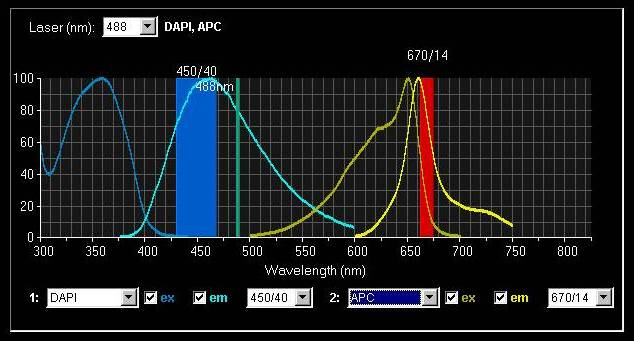 Laser (nm): 488 DAPI, APC
670/14
450/40
488nm
100
80
60
40
20
0
300 350 400 450 500 550 600 650 700 750 800
Wavelength (nm)
1: DAPI ex em 450/40 2: APC ex em 670/14